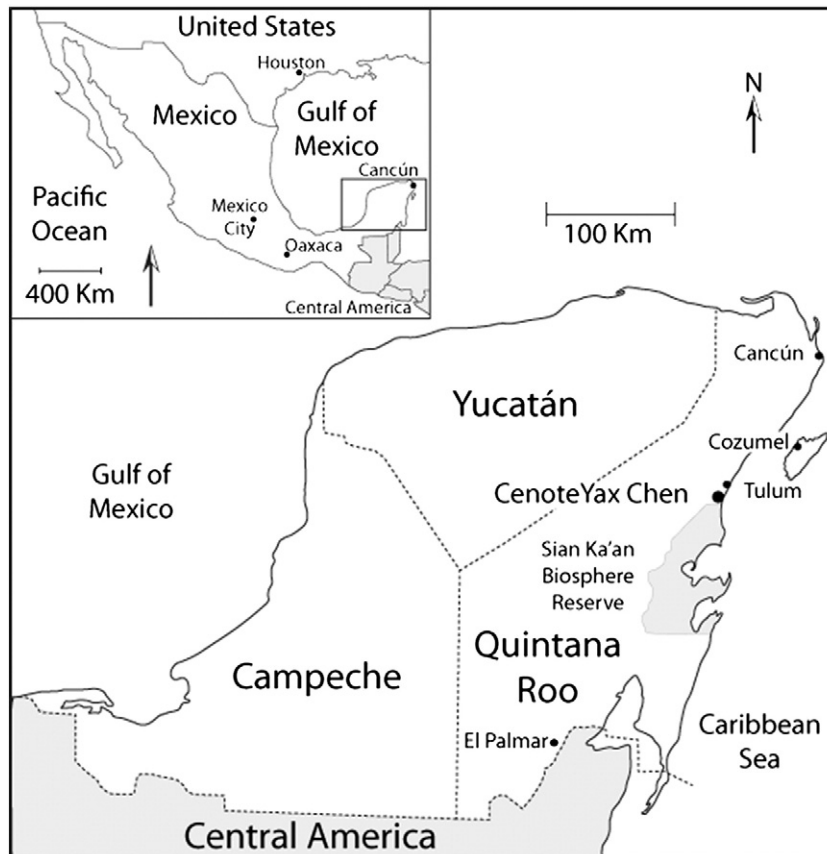 United States
Houston
Mexico
Gulf of
Mexico
Cancún
Pacific
Ocean
Mexico
City
Oaxaca
400 Km
Central America
N
100 Km
Cancún
Yucatán
Cozumel
Gulf of
Mexico
CenoteYax Chen
Tulum
Sian Ka'an
Biosphere
Reserve
Quintana
Roo
Campeche
Caribbean
Sea
El Palmar
Central America